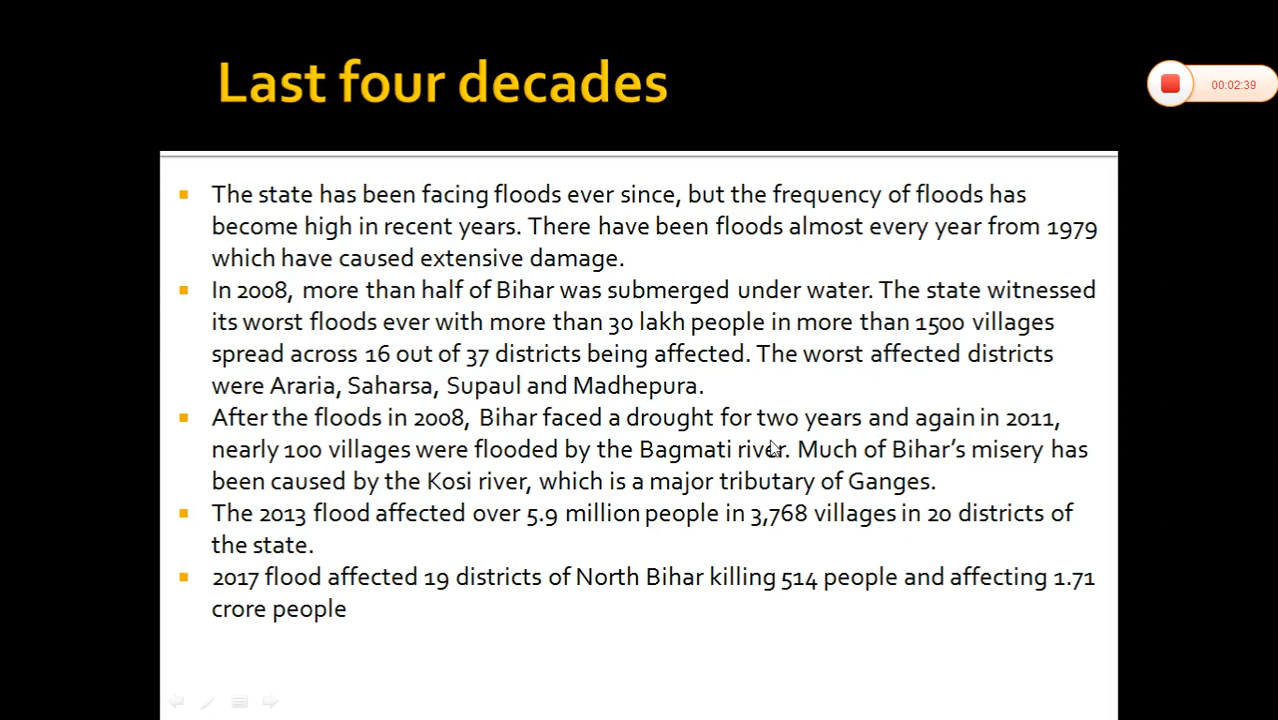 Last four decades
00:02:39
The state has been facing floods ever since, but the frequency of floods has
become high in recent years. There have been floods almost every year from 1979
which have caused extensive damage.
In 2008, more than half of Bihar was submerged under water. The state witnessed
its worst floods ever with more than 30 lakh people in more than 1500 villages
spread across 16 out of 37 districts being affected. The worst affected districts
were Araria, Saharsa, Supaul and Madhepura.
After the floods in 2008, Bihar faced a drought for two years and again in 2011,
nearly 100 villages were flooded by the Bagmati river. Much of Bihar’s misery has
been caused by the Kosi river, which is a major tributary of Ganges.
The 2013 flood affected over 5.9 million people in 3,768 villages in 20 districts of
the state.
2017 flood affected 19 districts of North Bihar killing 514 people and affecting 1.71
crore people